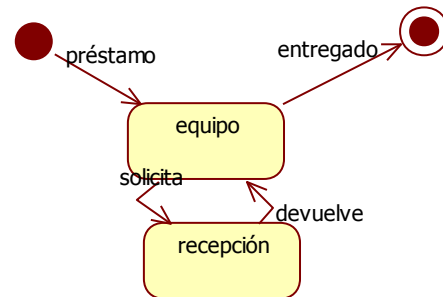 préstamo
entregado
equipo
solicita
devuelve
recepción